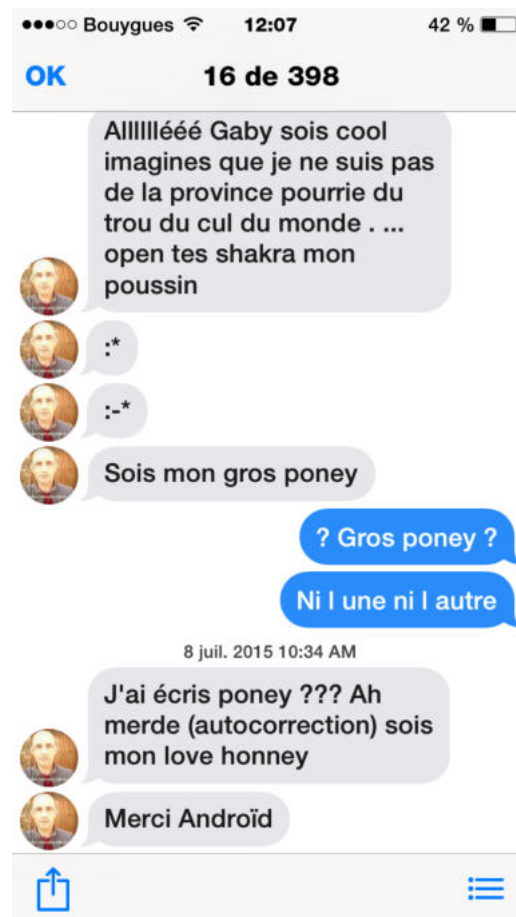 Bouygues 12:07 42 %
OK 16 de 398
Allllllééé Gaby sois cool
imagines que je ne suis pas
de la province pourrie du
trou du cul du monde . ...
open tes shakra mon
poussin
:*
:-*
Sois mon gros poney
? Gros poney ?
Ni l une ni l autre
8 juil. 2015 10:34 AM
J'ai écris poney ??? Ah
merde (autocorrection) sois
mon love honney
Merci Androïd